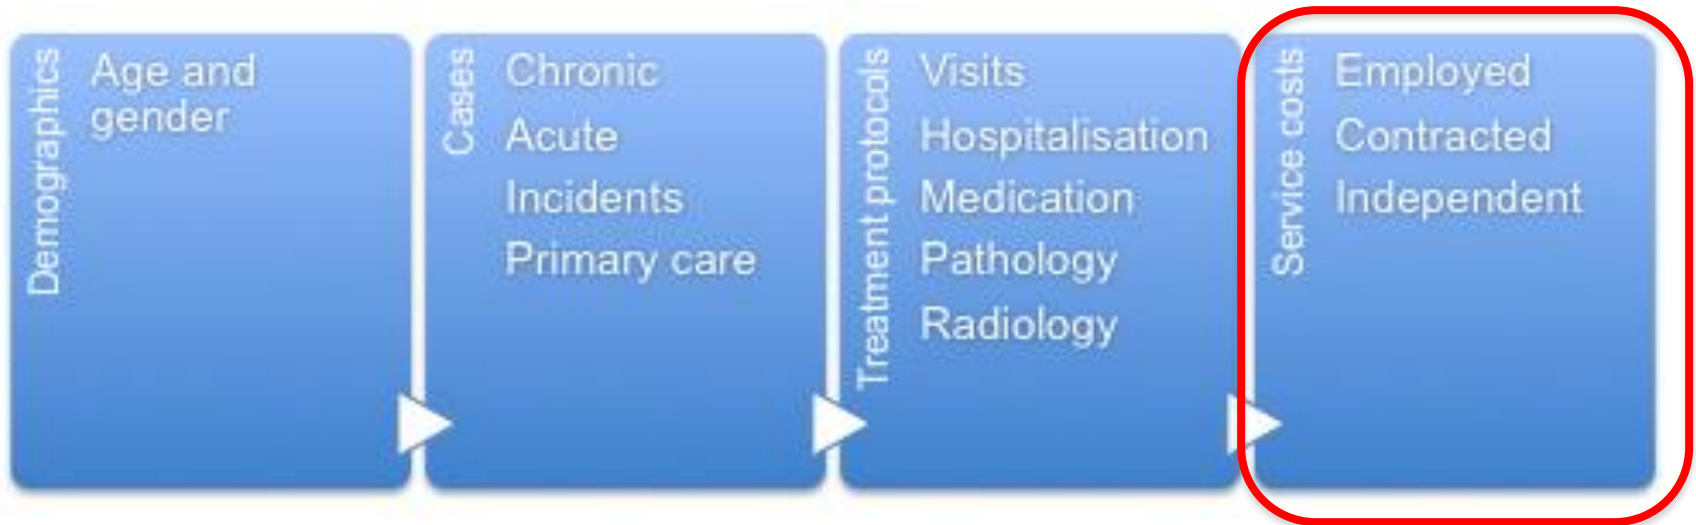 Demographics
Age and
gender
Cases
Chronic
Acute
Incidents
Primary care
Treatment protocols
Visits
Hospitalisation
Medication
Pathology
Radiology
Service costs
Employed
Contracted
Independent